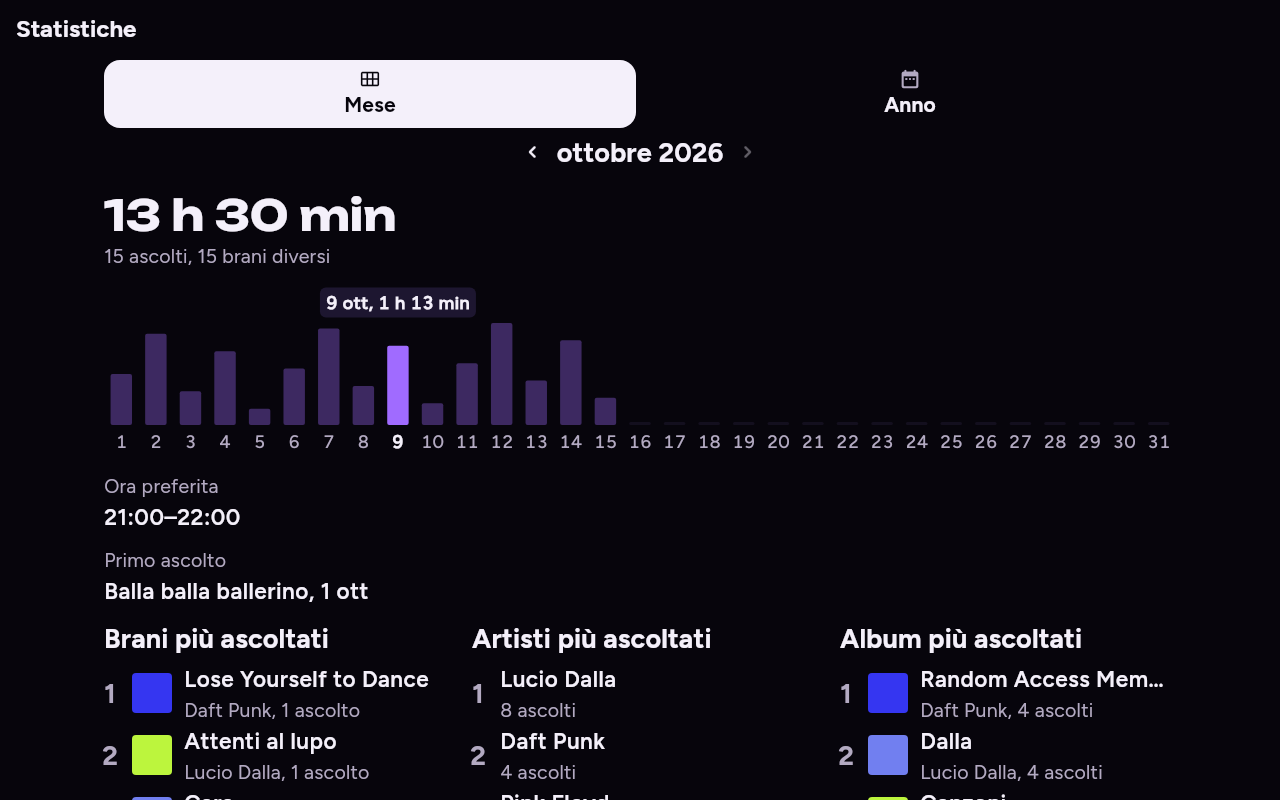 Statistiche
Mese
Anno
ottobre 2026
13 h 30 min
15 ascolti, 15 brani diversi
9 ott, 1 h 13 min
1 2 3 4 5 6 7 8 9 10 11 12 13 14 15 16 17 18 19 20 21 22 23 24 25 26 27 28 29 30 31
Ora preferita
21:00–22:00
Primo ascolto
Balla balla ballerino, 1 ott
Brani più ascoltati
1
Lose Yourself to Dance
Daft Punk, 1 ascolto
2
Attenti al lupo
Lucio Dalla, 1 ascolto
Artisti più ascoltati
1
Lucio Dalla
8 ascolti
2
Daft Punk
4 ascolti
Album più ascoltati
1
Random Access Mem...
Daft Punk, 4 ascolti
2
Dalla
Lucio Dalla, 4 ascolti